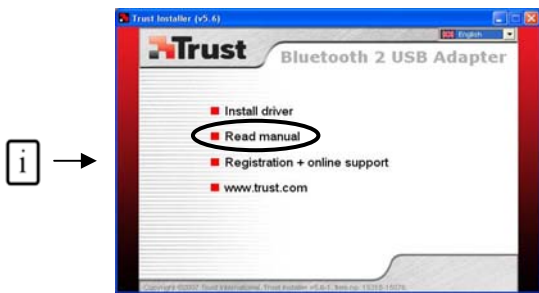 Trust Installer (v5.6)
English
Trust
Bluetooth 2 USB Adapter
Install driver
Read manual
i
Registration + online support
www.trust.com